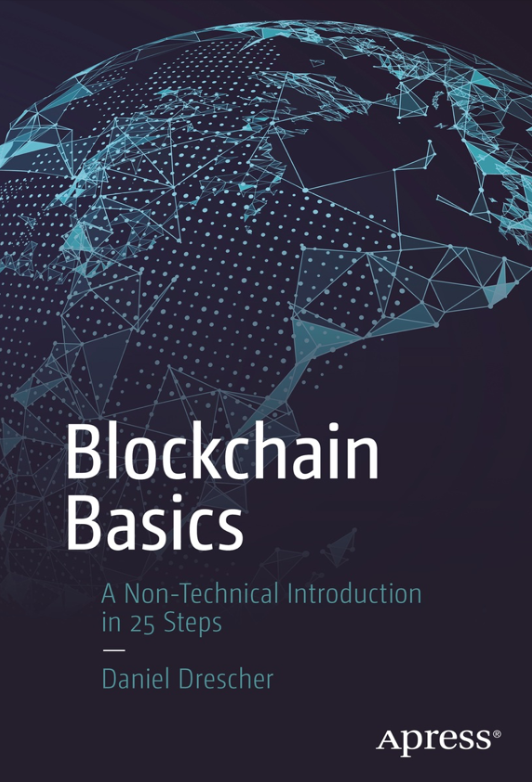 Blockchain
Basics
A Non-Technical Introduction
in 25 Steps
Daniel Drescher
Apress®